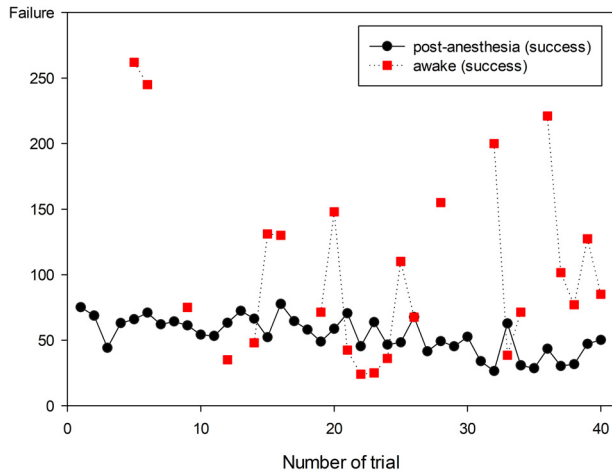 Failure
post-anesthesia (success)
awake (success)
250
200
150
100
50
0
0
10
20
30
40
Number of trial